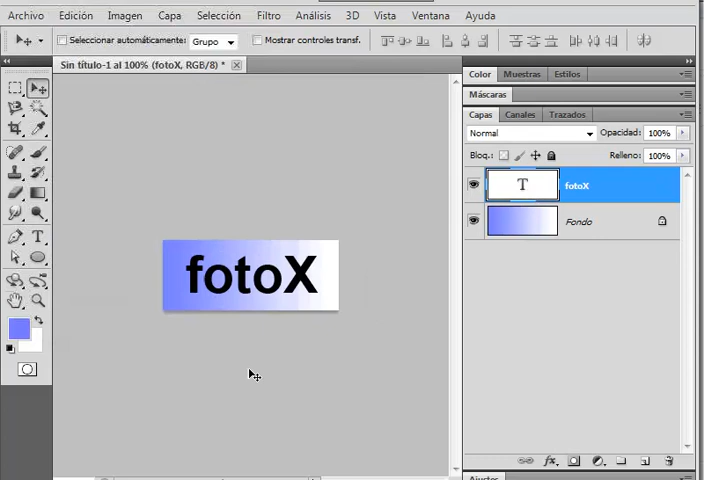 Archivo Edición Imagen Capa Selección Filtro Análisis 3D Vista Ventana Ayuda
Seleccionar automáticamente: Grupo Mostrar controles transf.
Sin título-1 al 100% (fotoX, RGB/8) *
Color Muestras Estilos
Máscaras
Capas Canales Trazados
Normal Opacidad: 100%
Bloq.: Relleno: 100%
T fotoX
Fondo
fotoX
T
fx
Ajustes